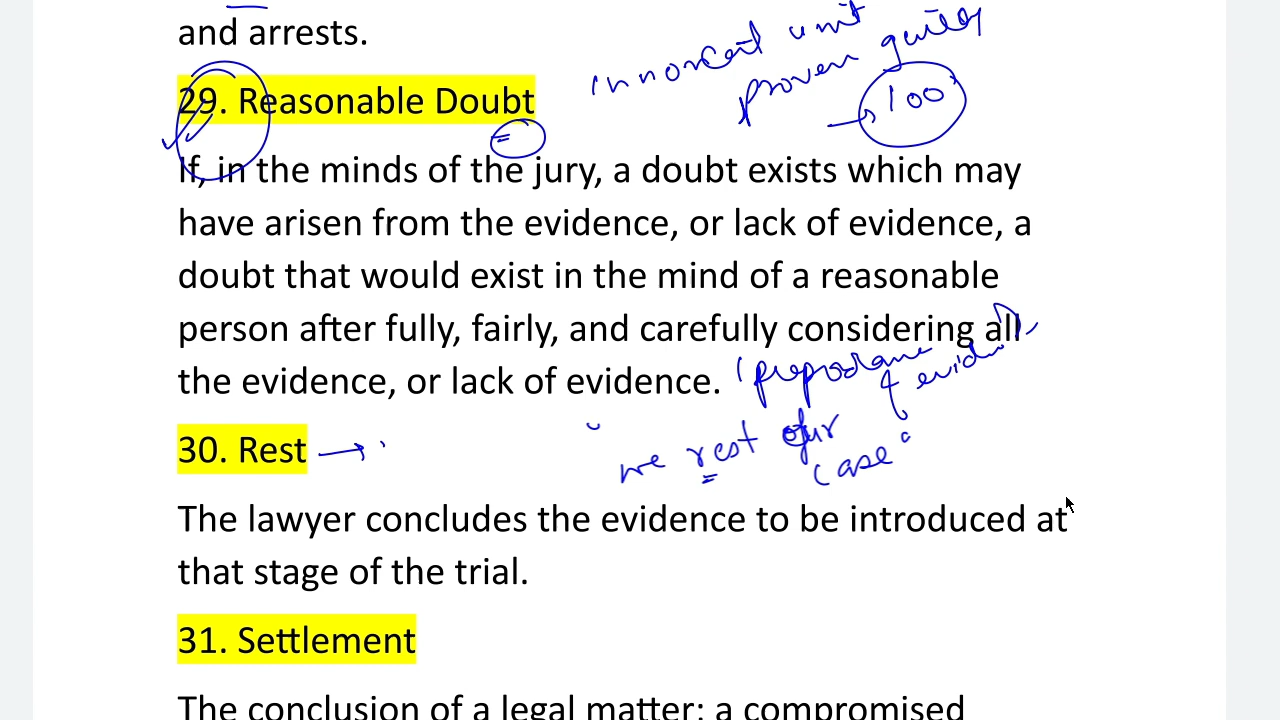 and arrests.
innocent until
proven guilty
100
29. Reasonable Doubt
If, in the minds of the jury, a doubt exists which may
have arisen from the evidence, or lack of evidence, a
doubt that would exist in the mind of a reasonable
person after fully, fairly, and carefully considering all
the evidence, or lack of evidence.
of evid
30. Rest →
"we rest our
case"
The lawyer concludes the evidence to be introduced at
that stage of the trial.
31. Settlement
The conclusion of a legal matter; a compromised